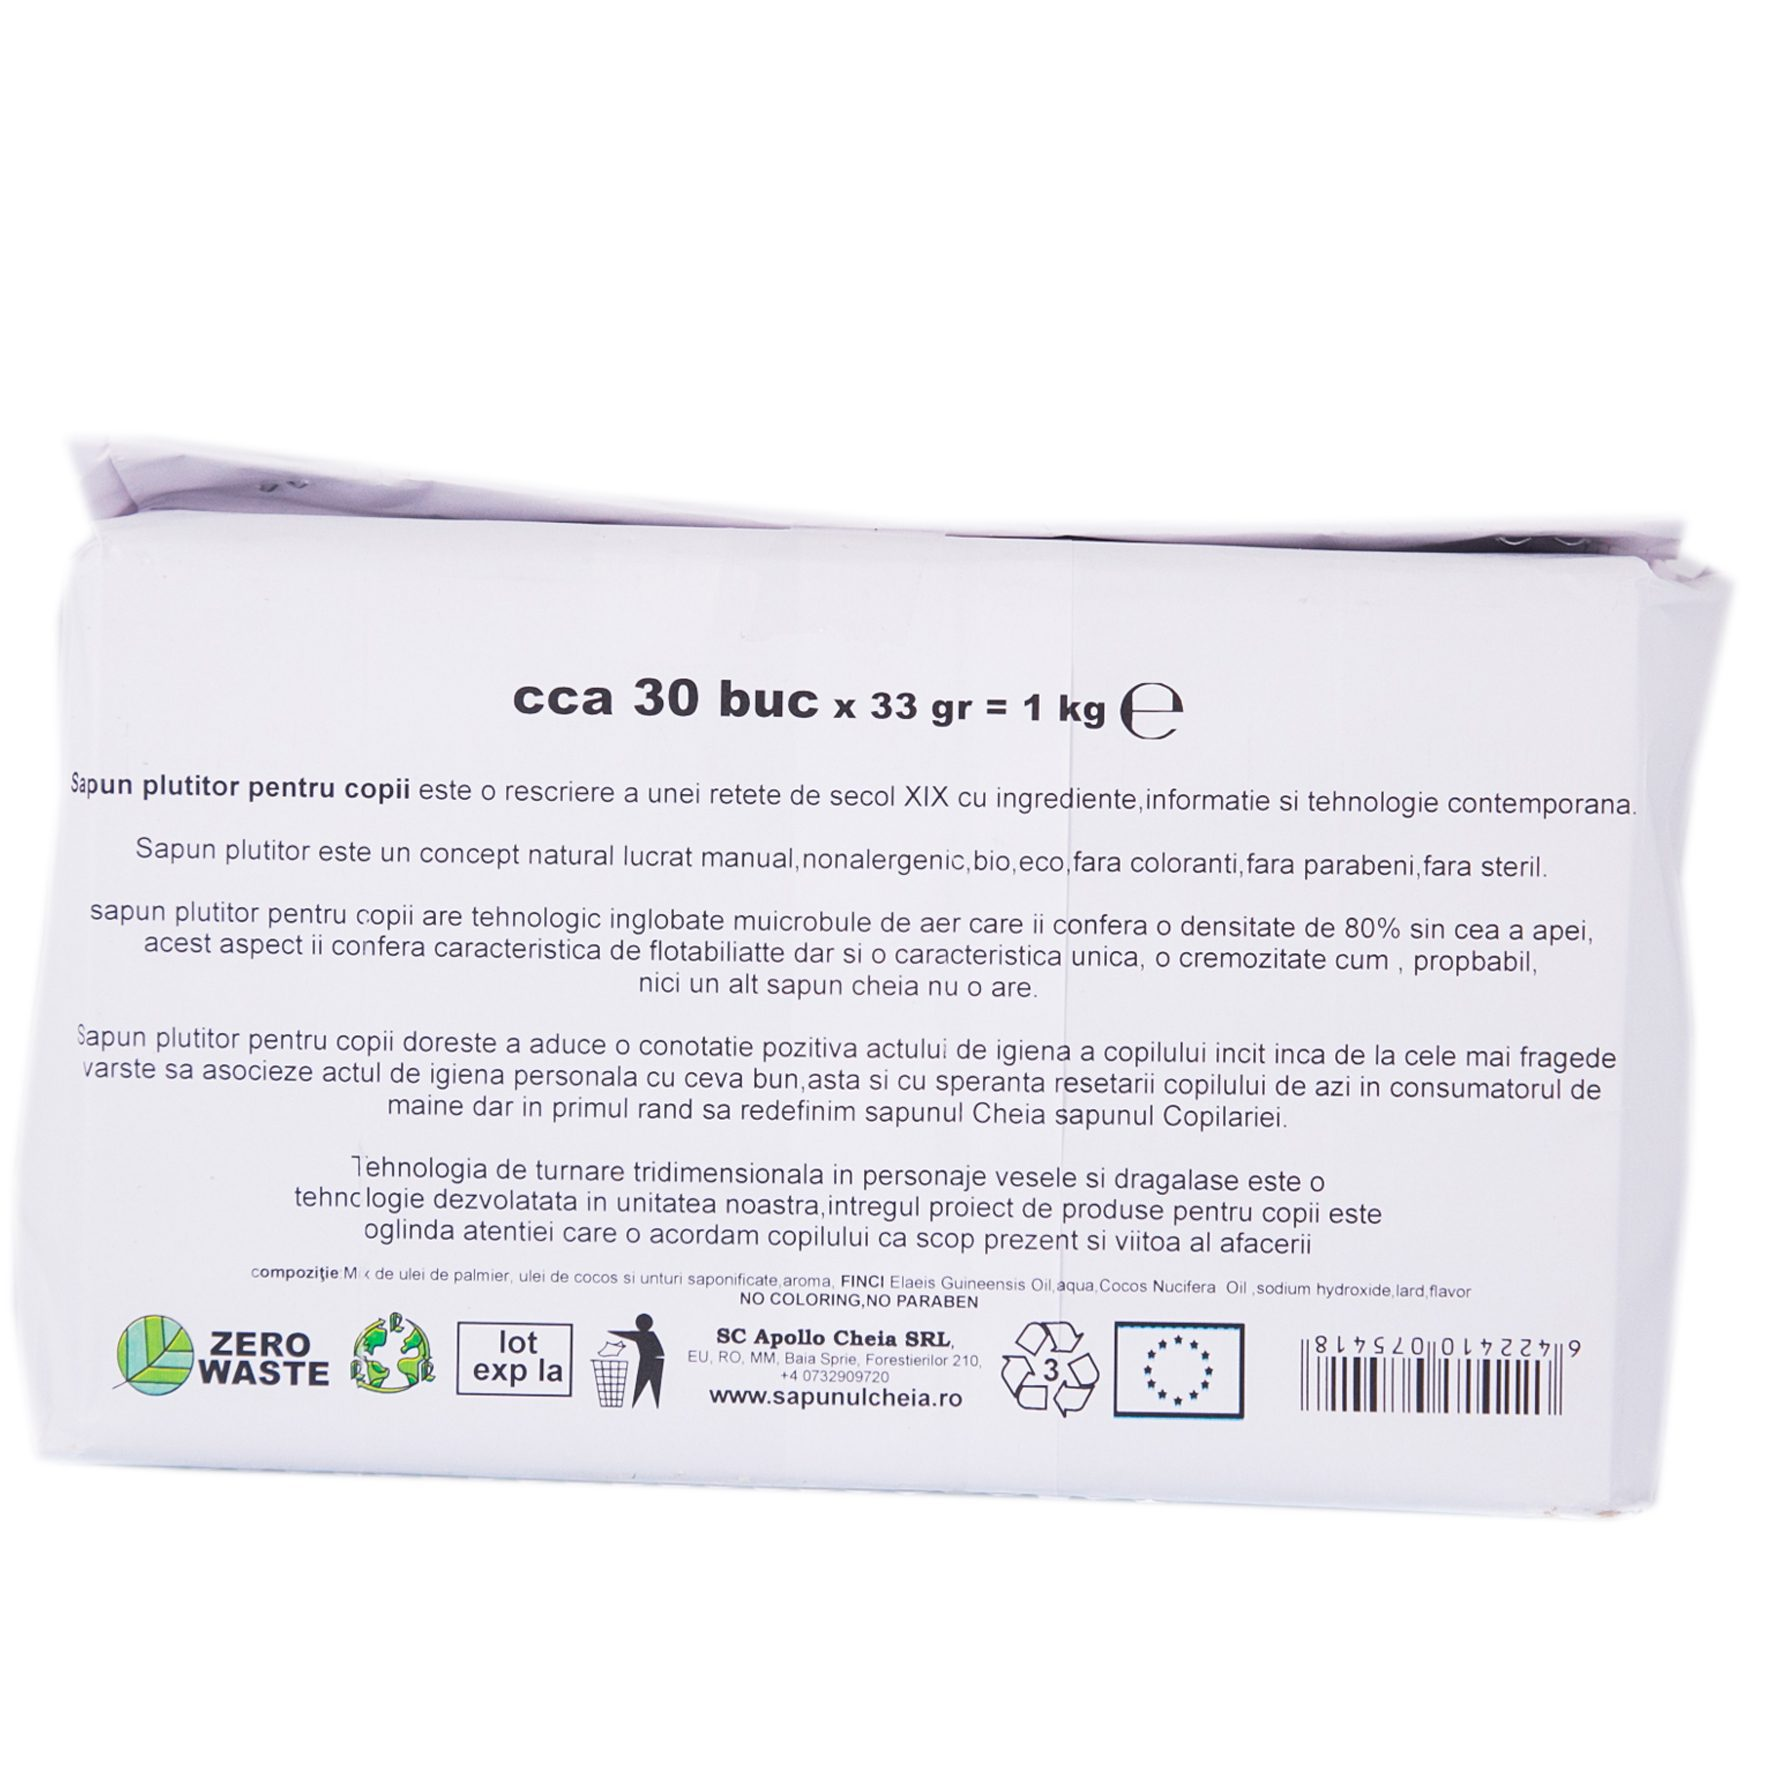 cca 30 buc x 33 gr = 1 kg ℮
Sapun plutitor pentru copii este o rescriere a unei retete de secol XIX cu ingrediente,informatie si tehnologie contemporana.
Sapun plutitor este un concept natural lucrat manual,nonalergenic,bio,eco,fara coloranti,fara parabeni,fara steril.
sapun plutitor pentru copii are tehnologic inglobate muicrobule de aer care ii confera o densitate de 80% sin cea a apei,
acest aspect ii confera caracteristica de flotabiliatte dar si o caracteristica unica, o cremozitate cum , propbabil,
nici un alt sapun cheia nu o are.
Sapun plutitor pentru copii doreste a aduce o conotatie pozitiva actului de igiena a copilului incit inca de la cele mai fragede
varste sa asocieze actul de igiena personala cu ceva bun,asta si cu speranta resetarii copilului de azi in consumatorul de
maine dar in primul rand sa redefinim sapunul Cheia sapunul Copilariei.
Tehnologia de turnare tridimensionala in personaje vesele si dragalase este o
tehnologie dezvolatata in unitatea noastra,intregul proiect de produse pentru copii este
oglinda atentiei care o acordam copilului ca scop prezent si viitoa al afacerii
compoziţie:Mix de ulei de palmier, ulei de cocos si unturi saponificate,aroma, FINCI Elaeis Guineensis Oil,aqua,Cocos Nucifera Oil ,sodium hydroxide,lard,flavor
NO COLORING,NO PARABEN
ZERO
WASTE
lot
exp la
SC Apollo Cheia SRL,
EU, RO, MM, Baia Sprie, Forestierilor 210,
+4 0732909720
www.sapunulcheia.ro
3
6 422410 075418